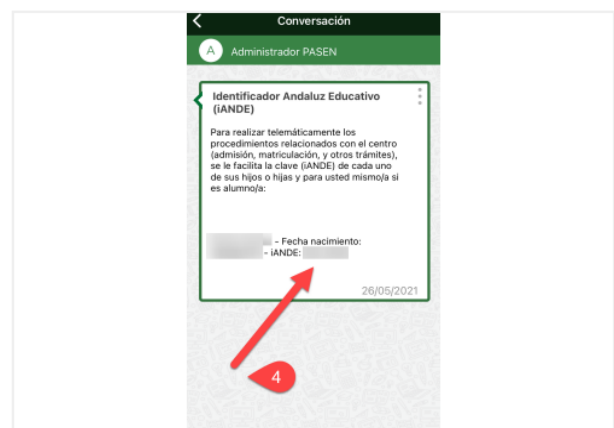 Conversación
A Administrador PASEN
Identificador Andaluz Educativo
(iANDE)
Para realizar telemáticamente los
procedimientos relacionados con el centro
(admisión, matriculación, y otros trámites),
se le facilita la clave (iANDE) de cada uno
de sus hijos o hijas y para usted mismo/a si
es alumno/a:
- Fecha nacimiento:
- iANDE:
26/05/2021
4